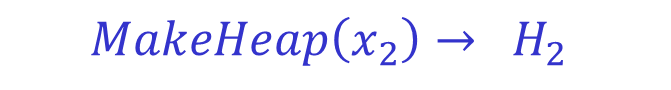 MakeHeap(x₂) → H₂